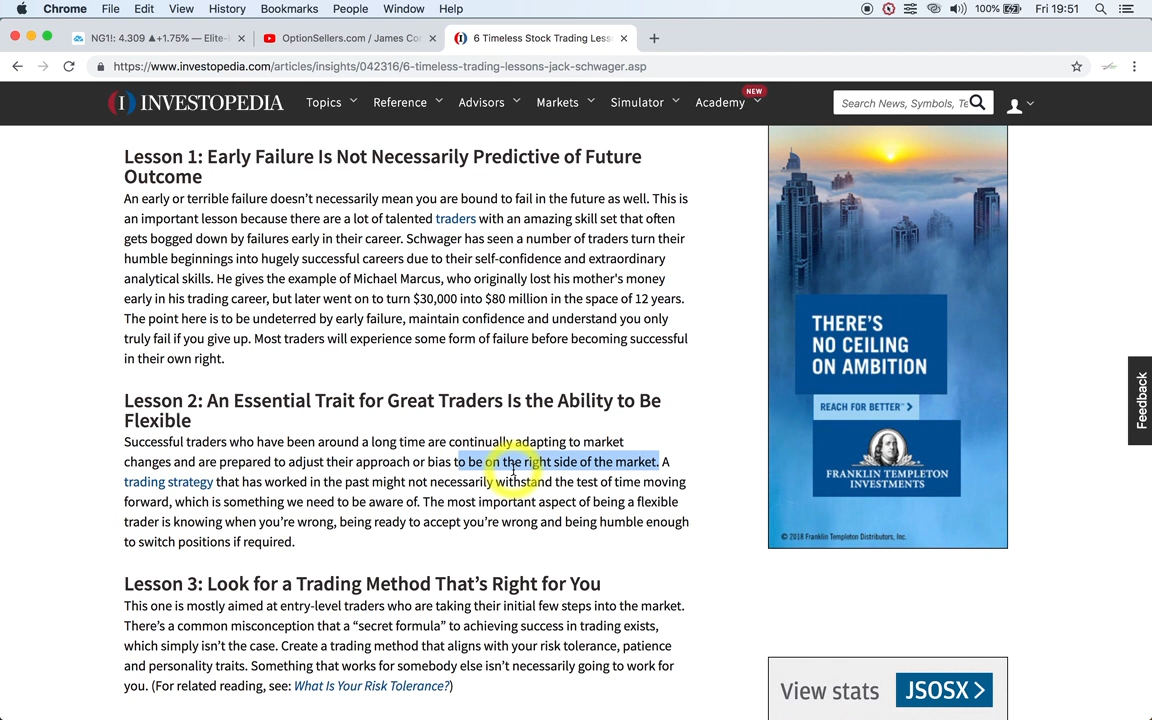 Chrome File Edit View History Bookmarks People Window Help 100% Fri 19:51
NG1!: 4.309 ▲+1.75% — Elite- OptionSellers.com / James Co 6 Timeless Stock Trading Less
https://www.investopedia.com/articles/insights/042316/6-timeless-trading-lessons-jack-schwager.asp
INVESTOPEDIA Topics Reference Advisors Markets Simulator Academy NEW Search News, Symbols, Te
Lesson 1: Early Failure Is Not Necessarily Predictive of Future
Outcome
An early or terrible failure doesn’t necessarily mean you are bound to fail in the future as well. This is
an important lesson because there are a lot of talented traders with an amazing skill set that often
gets bogged down by failures early in their career. Schwager has seen a number of traders turn their
humble beginnings into hugely successful careers due to their self-confidence and extraordinary
analytical skills. He gives the example of Michael Marcus, who originally lost his mother's money
early in his trading career, but later went on to turn $30,000 into $80 million in the space of 12 years.
The point here is to be undeterred by early failure, maintain confidence and understand you only
truly fail if you give up. Most traders will experience some form of failure before becoming successful
in their own right.
Lesson 2: An Essential Trait for Great Traders Is the Ability to Be
Flexible
Successful traders who have been around a long time are continually adapting to market
changes and are prepared to adjust their approach or bias to be on the right side of the market. A
trading strategy that has worked in the past might not necessarily withstand the test of time moving
forward, which is something we need to be aware of. The most important aspect of being a flexible
trader is knowing when you’re wrong, being ready to accept you’re wrong and being humble enough
to switch positions if required.
Lesson 3: Look for a Trading Method That’s Right for You
This one is mostly aimed at entry-level traders who are taking their initial few steps into the market.
There’s a common misconception that a “secret formula” to achieving success in trading exists,
which simply isn’t the case. Create a trading method that aligns with your risk tolerance, patience
and personality traits. Something that works for somebody else isn’t necessarily going to work for
you. (For related reading, see: What Is Your Risk Tolerance?)
THERE’S
NO CEILING
ON AMBITION
REACH FOR BETTER™ >
FRANKLIN TEMPLETON
INVESTMENTS
© 2018 Franklin Templeton Distributors, Inc.
View stats JSOSX >
Feedback